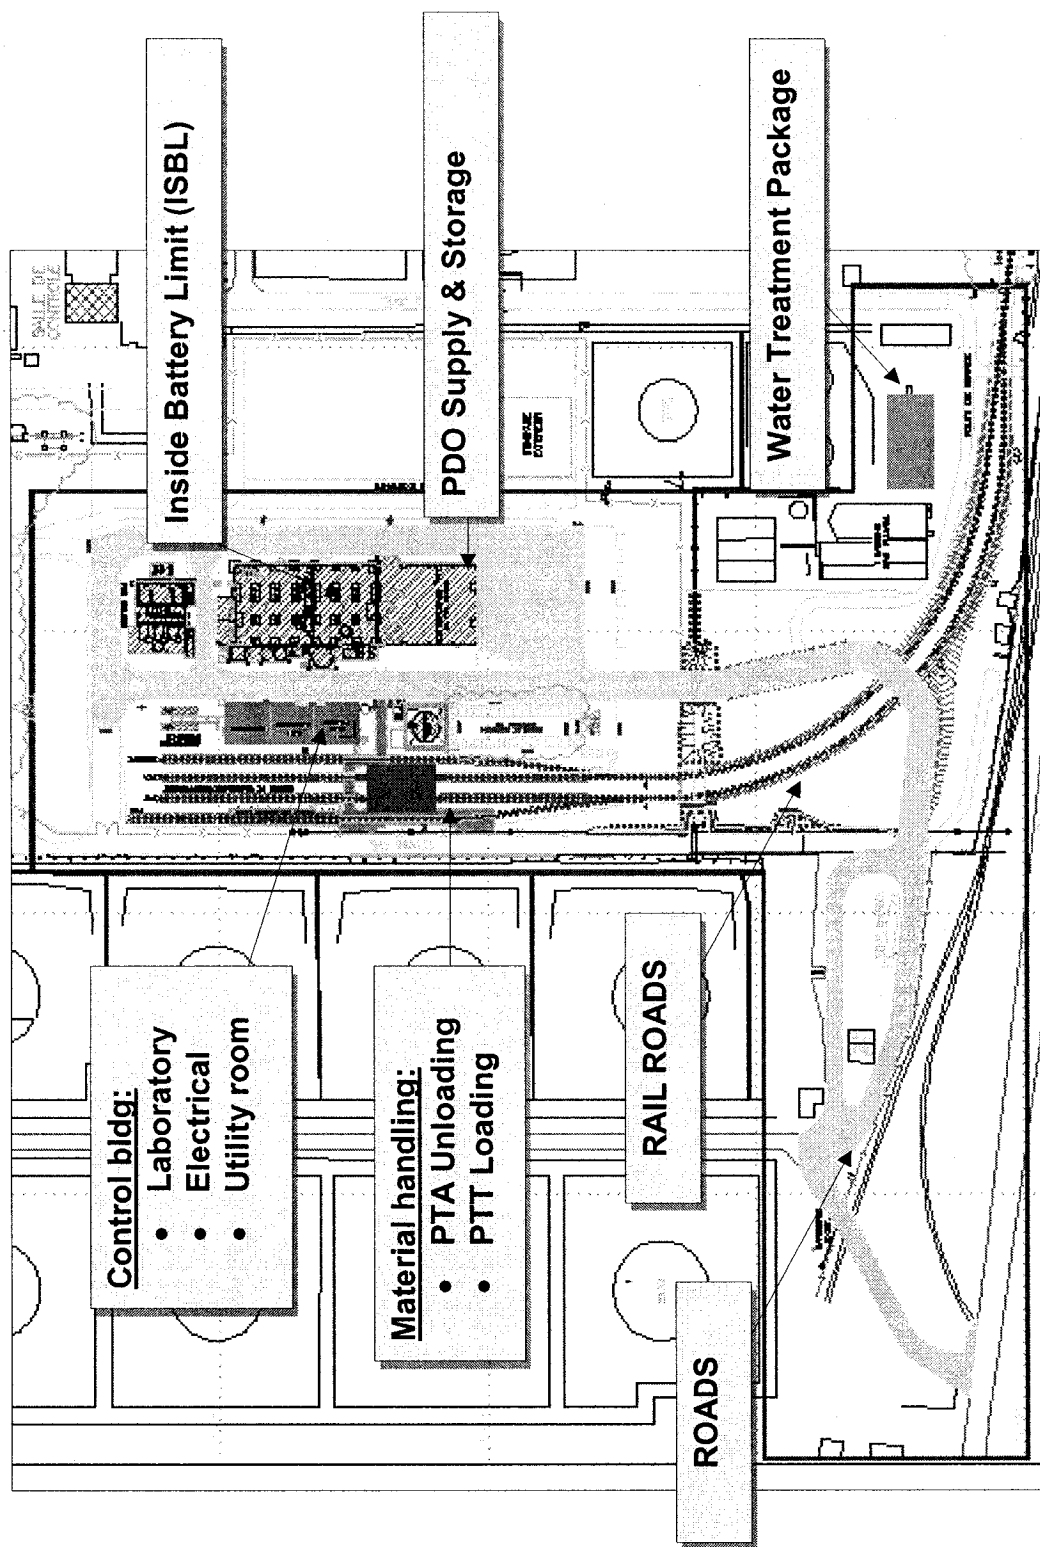 Inside Battery Limit (ISBL)
PDO Supply & Storage
Water Treatment Package
Control bldg:
• Laboratory
• Electrical
• Utility room
Material handling:
• PTA Unloading
• PTT Loading
RAIL ROADS
ROADS